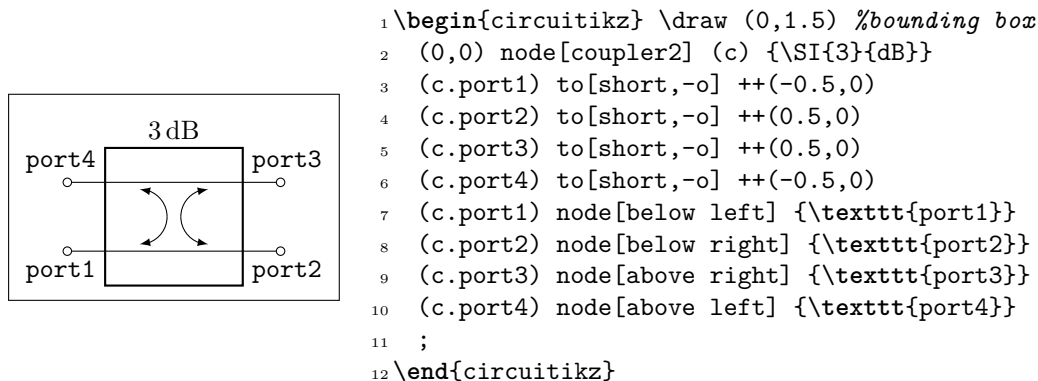 3 dB
port4 port3
port1 port2
1 \begin{circuitikz} \draw (0,1.5) %bounding box
2 (0,0) node[coupler2] (c) {\SI{3}{dB}}
3 (c.port1) to[short,-o] ++(-0.5,0)
4 (c.port2) to[short,-o] ++(0.5,0)
5 (c.port3) to[short,-o] ++(0.5,0)
6 (c.port4) to[short,-o] ++(-0.5,0)
7 (c.port1) node[below left] {\texttt{port1}}
8 (c.port2) node[below right] {\texttt{port2}}
9 (c.port3) node[above right] {\texttt{port3}}
10 (c.port4) node[above left] {\texttt{port4}}
11 ;
12 \end{circuitikz}